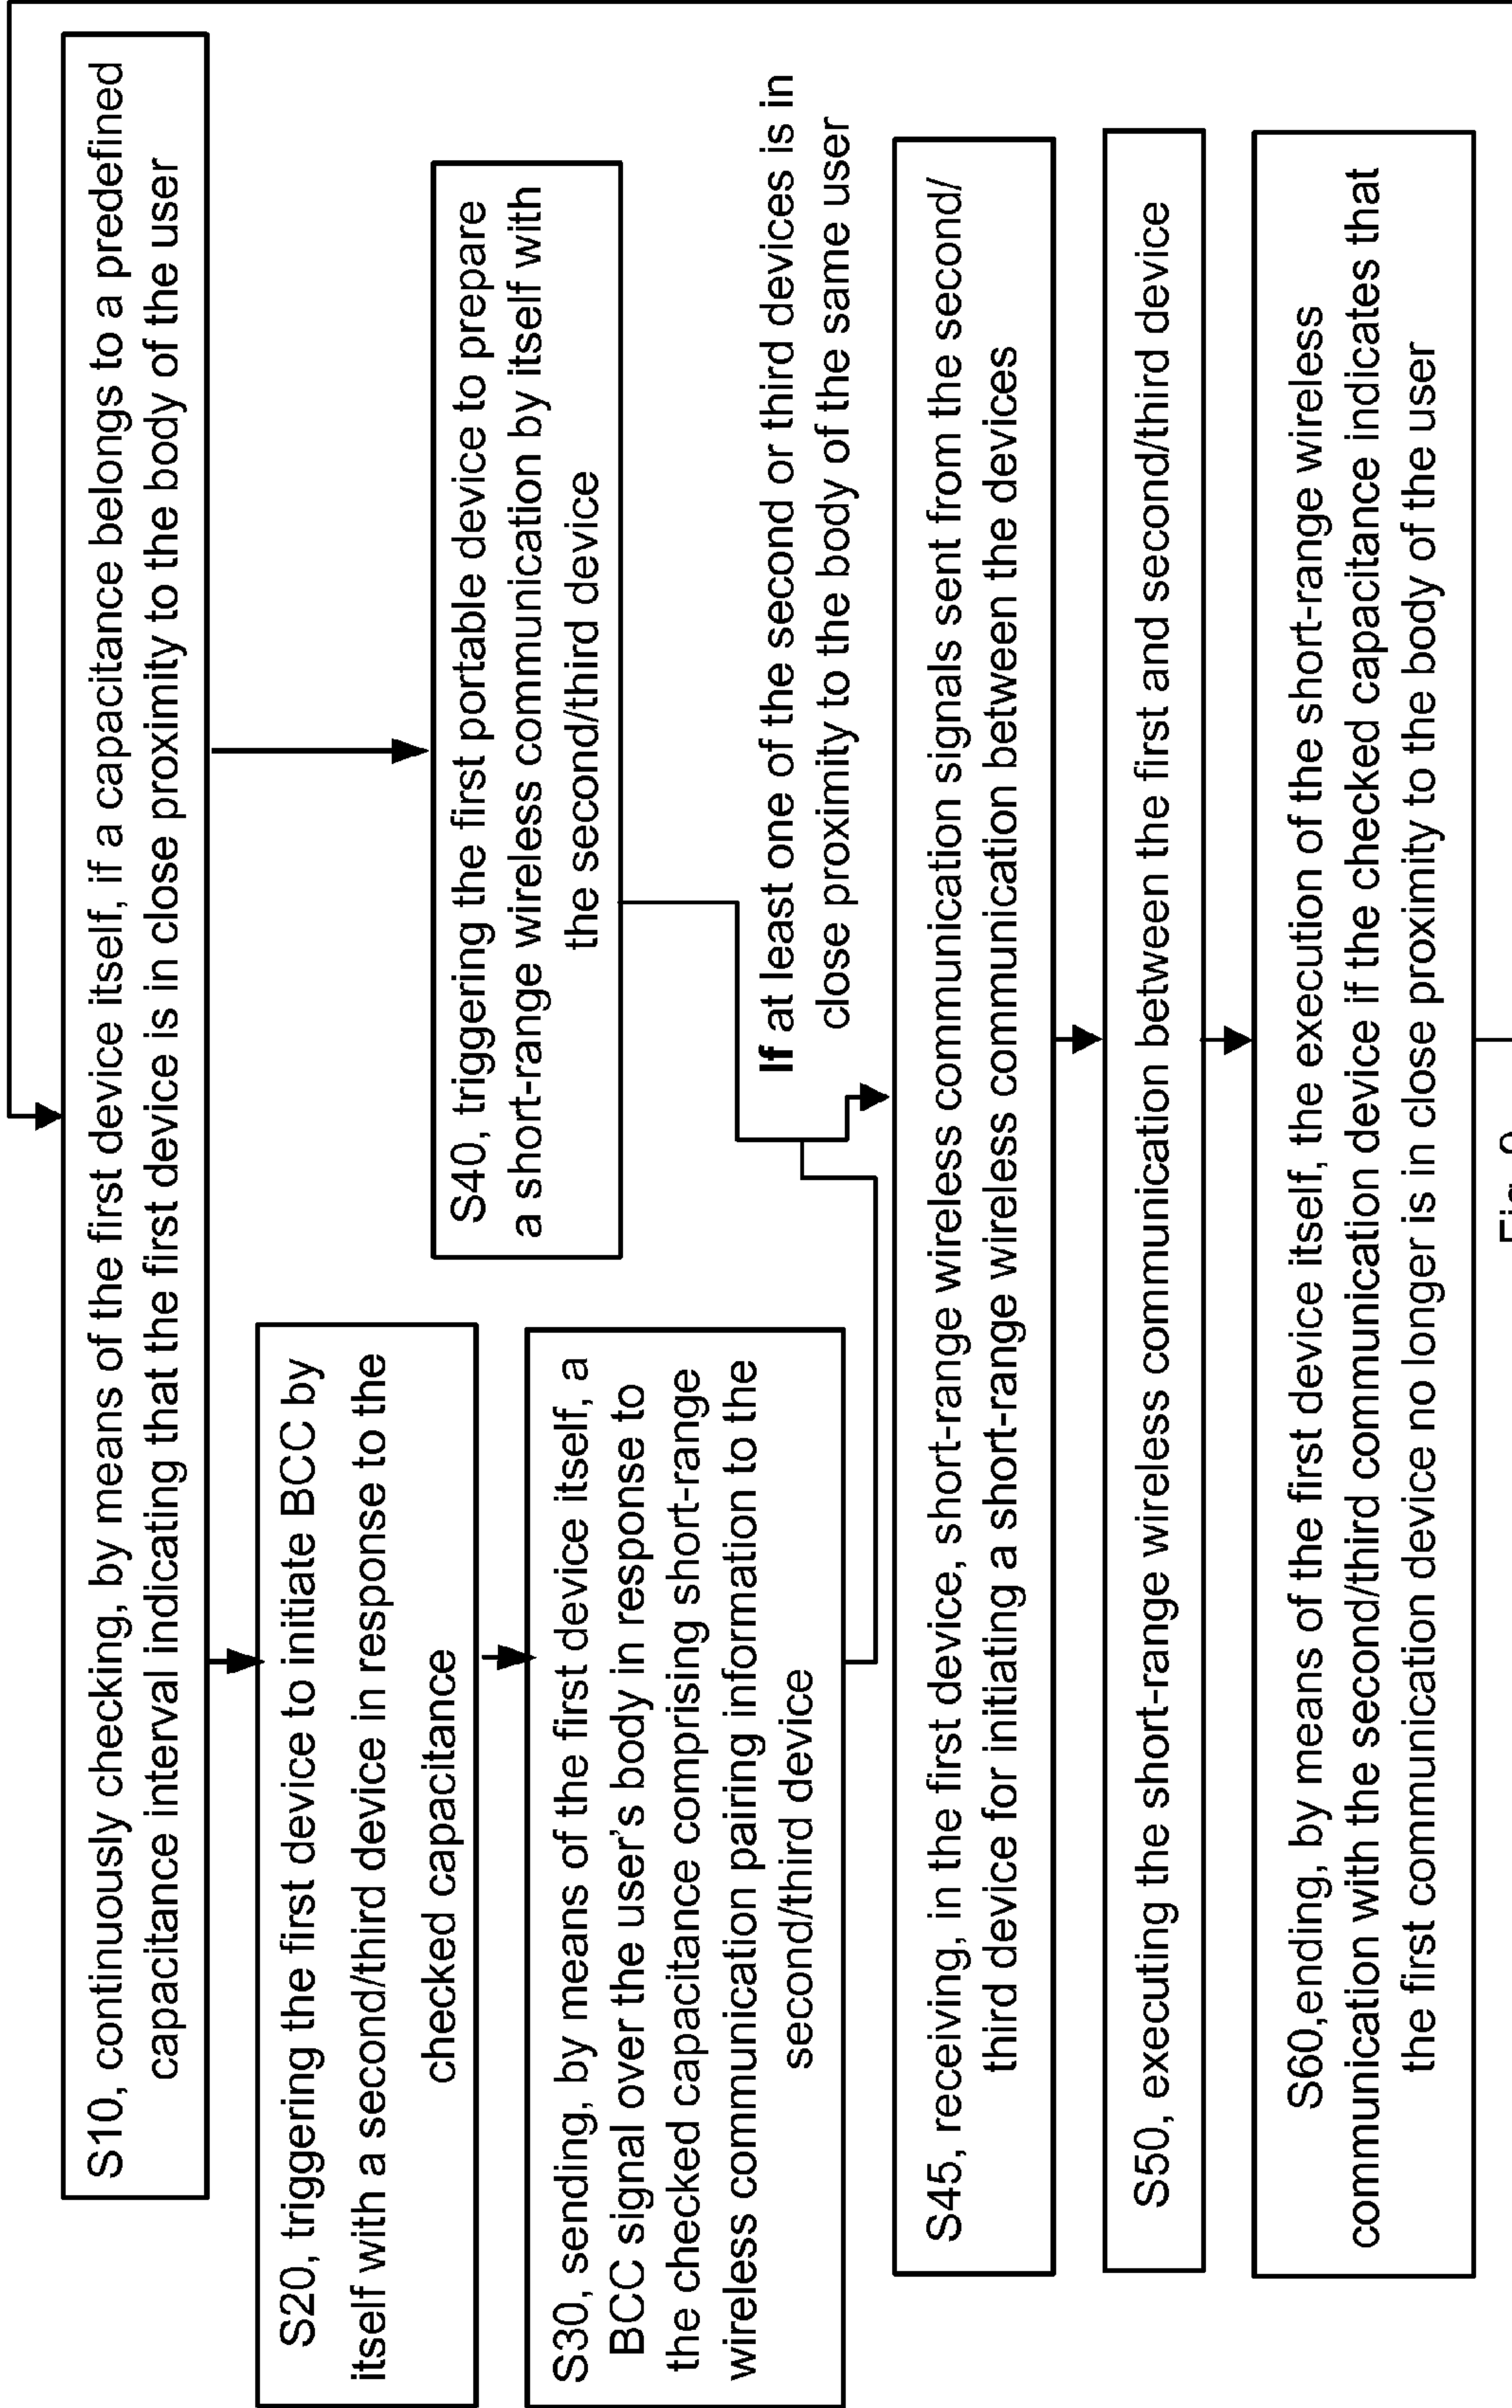 S10, continuously checking, by means of the first device itself, if a capacitance belongs to a predefined
capacitance interval indicating that the first device is in close proximity to the body of the user
S20, triggering the first device to initiate BCC by
itself with a second/third device in response to the
checked capacitance
S30, sending, by means of the first device itself, a
BCC signal over the user's body in response to
the checked capacitance comprising short-range
wireless communication pairing information to the
second/third device
S40, triggering the first portable device to prepare
a short-range wireless communication by itself with
the second/third device
If at least one of the second or third devices is in
close proximity to the body of the same user
S45, receiving, in the first device, short-range wireless communication signals sent from the second/
third device for initiating a short-range wireless communication between the devices
S50, executing the short-range wireless communication between the first and second/third device
S60,ending, by means of the first device itself, the execution of the short-range wireless
communication with the second/third communication device if the checked capacitance indicates that
the first communication device no longer is in close proximity to the body of the user
Fig.